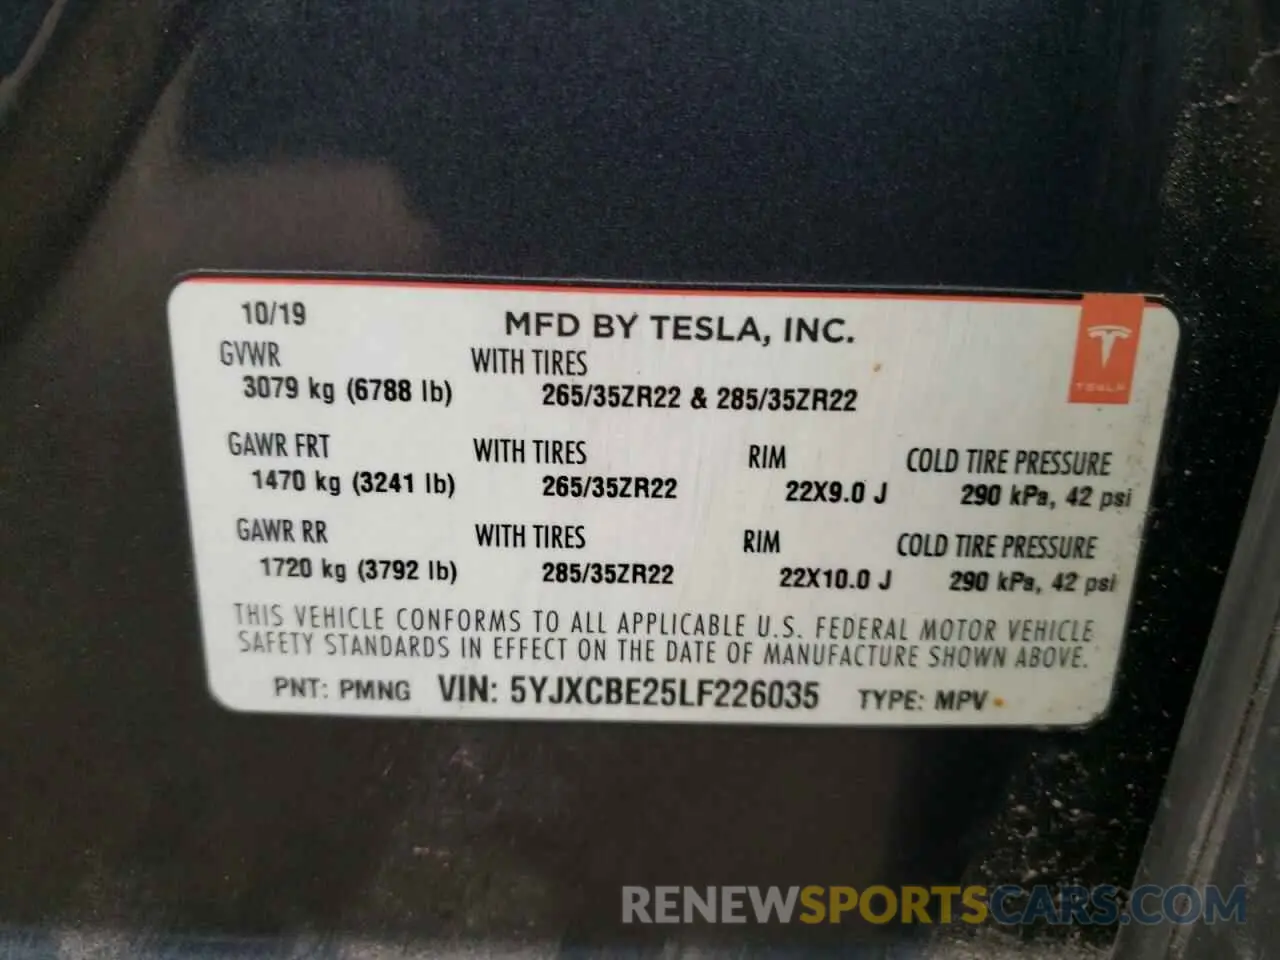 10/19
MFD BY TESLA, INC.
GVWR WITH TIRES
3079 kg (6788 lb) 265/35ZR22 & 285/35ZR22
TESLA
GAWR FRT WITH TIRES RIM COLD TIRE PRESSURE
1470 kg (3241 lb) 265/35ZR22 22X9.0 J 290 kPa, 42 psi
GAWR RR WITH TIRES RIM COLD TIRE PRESSURE
1720 kg (3792 lb) 285/35ZR22 22X10.0 J 290 kPa, 42 psi
THIS VEHICLE CONFORMS TO ALL APPLICABLE U.S. FEDERAL MOTOR VEHICLE
SAFETY STANDARDS IN EFFECT ON THE DATE OF MANUFACTURE SHOWN ABOVE.
PNT: PMNG VIN: 5YJXCBE25LF226035 TYPE: MPV
RENEWSPORTSCARS.COM